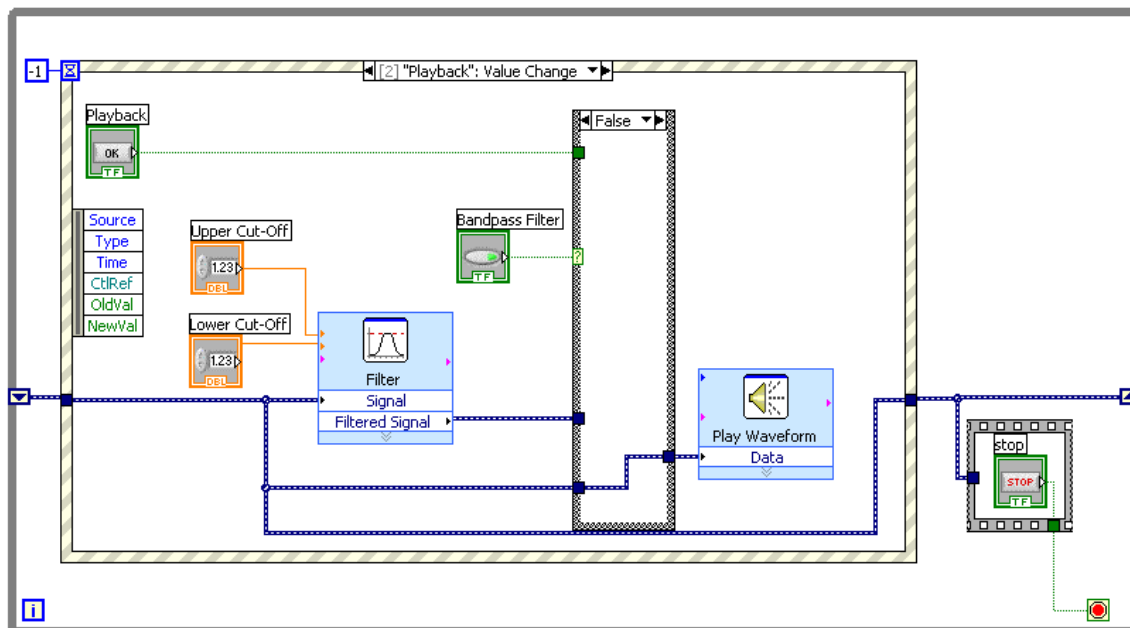 -1
[2] "Playback": Value Change
Playback
OK
TF
False
Source
Type
Time
CtlRef
OldVal
NewVal
Upper Cut-Off
1.23
DBL
Bandpass Filter
TF
?
Lower Cut-Off
1.23
DBL
Filter
Signal
Filtered Signal
Play Waveform
Data
stop
STOP
TF
i